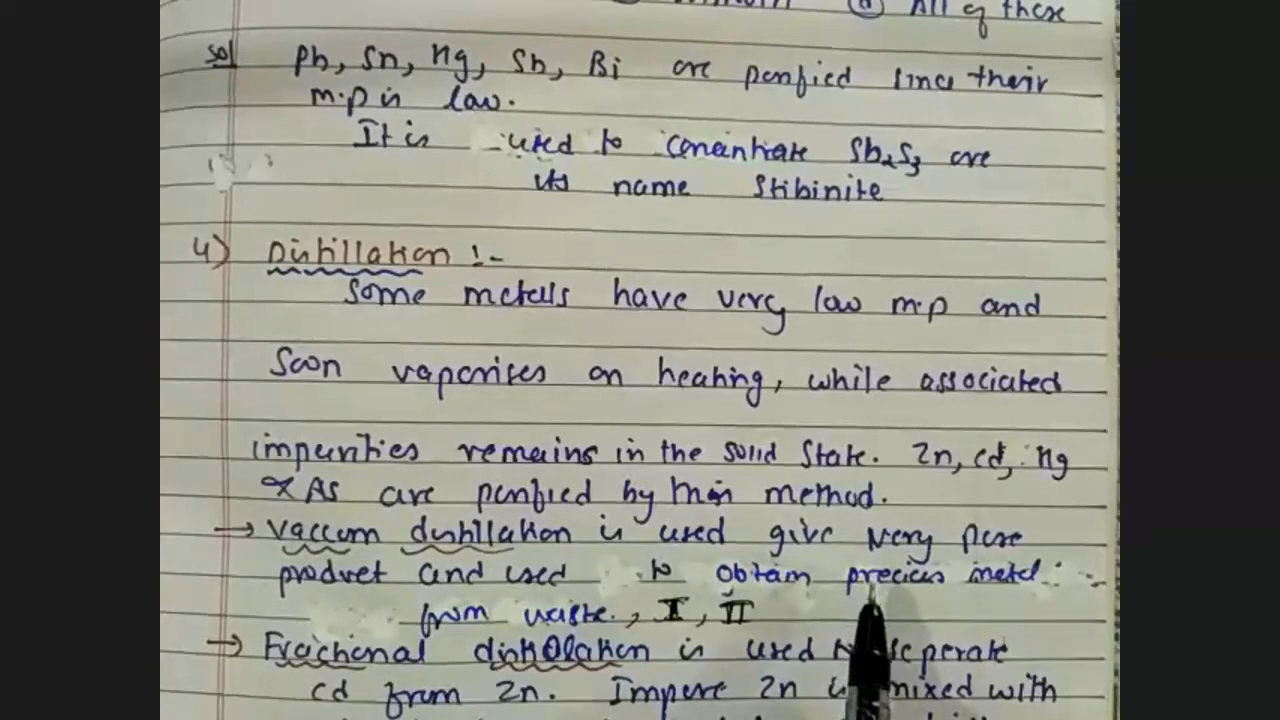 (d) All of these
Sol Pb, Sn, Hg, Sb, Bi are purified since their
m.p is low.
It is used to concentrate Sb2S3 ore
its name Stibinite
4) Distillation :-
Some metals have very low m.p and
Soon vaporises on heating, while associated
impurities remains in the solid State. Zn, Cd, Hg
& As are purified by this method.
→ Vaccum distillation is used give very pure
product and used to obtain precius metal
from waste., I, II
→ Fractional distillation is used to seperate
Cd from Zn. Impure Zn is mixed with